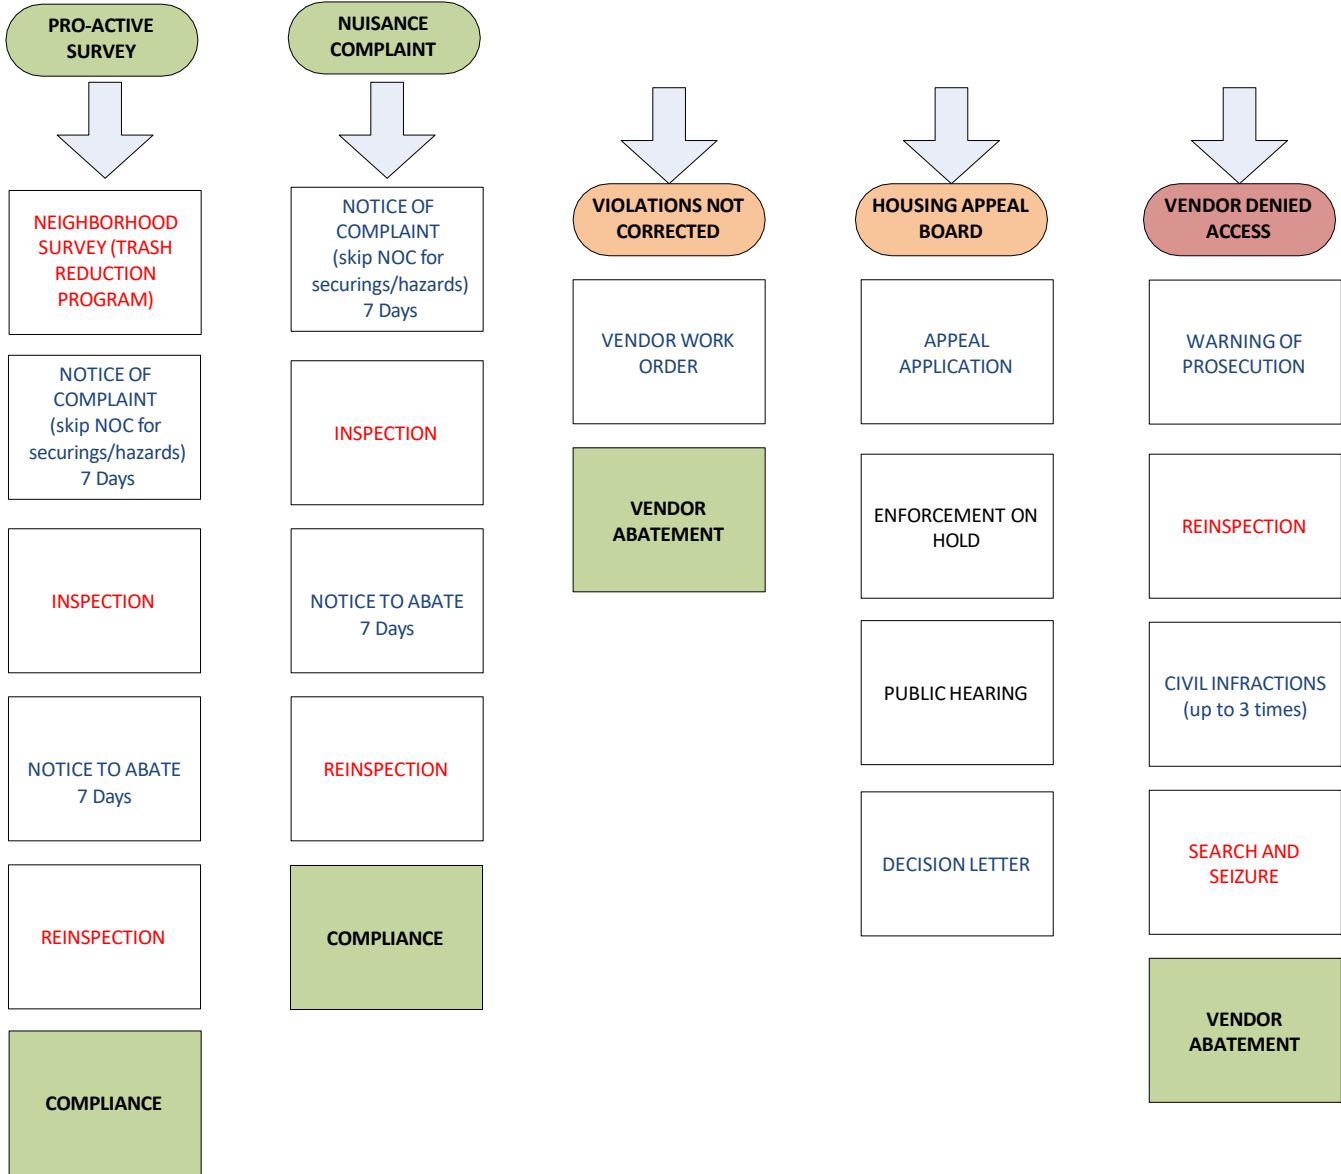 PRO-ACTIVE
SURVEY
NEIGHBORHOOD
SURVEY (TRASH
REDUCTION
PROGRAM)
NOTICE OF
COMPLAINT
(skip NOC for
securings/hazards)
7 Days
INSPECTION
NOTICE TO ABATE
7 Days
REINSPECTION
COMPLIANCE
NUISANCE
COMPLAINT
NOTICE OF
COMPLAINT
(skip NOC for
securings/hazards)
7 Days
INSPECTION
NOTICE TO ABATE
7 Days
REINSPECTION
COMPLIANCE
VIOLATIONS NOT
CORRECTED
VENDOR WORK
ORDER
VENDOR
ABATEMENT
HOUSING APPEAL
BOARD
APPEAL
APPLICATION
ENFORCEMENT ON
HOLD
PUBLIC HEARING
DECISION LETTER
VENDOR DENIED
ACCESS
WARNING OF
PROSECUTION
REINSPECTION
CIVIL INFRACTIONS
(up to 3 times)
SEARCH AND
SEIZURE
VENDOR
ABATEMENT